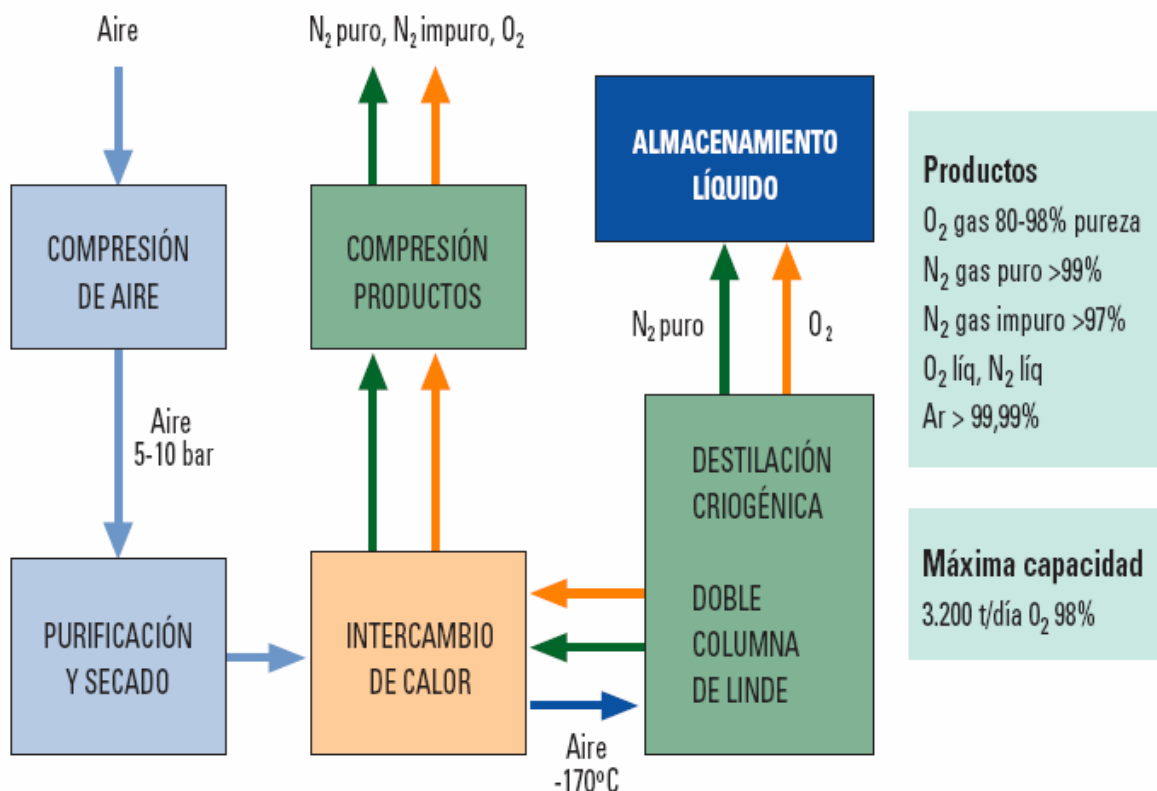 Aire
COMPRESIÓN
DE AIRE
Aire
5-10 bar
PURIFICACIÓN
Y SECADO
N₂ puro, N₂ impuro, O₂
COMPRESIÓN
PRODUCTOS
INTERCAMBIO
DE CALOR
Aire
-170ºC
ALMACENAMIENTO
LÍQUIDO
N₂ puro
O₂
DESTILACIÓN
CRIOGÉNICA
DOBLE
COLUMNA
DE LINDE
Productos
O₂ gas 80-98% pureza
N₂ gas puro >99%
N₂ gas impuro >97%
O₂ líq, N₂ líq
Ar > 99,99%
Máxima capacidad
3.200 t/día O₂ 98%